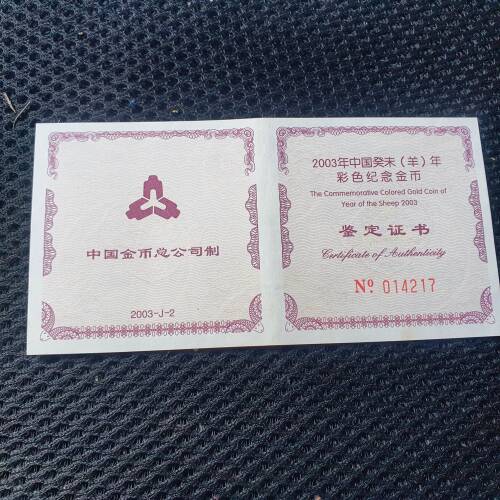 中国金币总公司制
2003-J-2
2003年中国癸未（羊）年
彩色纪念金币
The Commemorative Colored Gold Coin of
Year of the Sheep 2003
鉴定证书
Certificate of Authenticity
Nº 014217